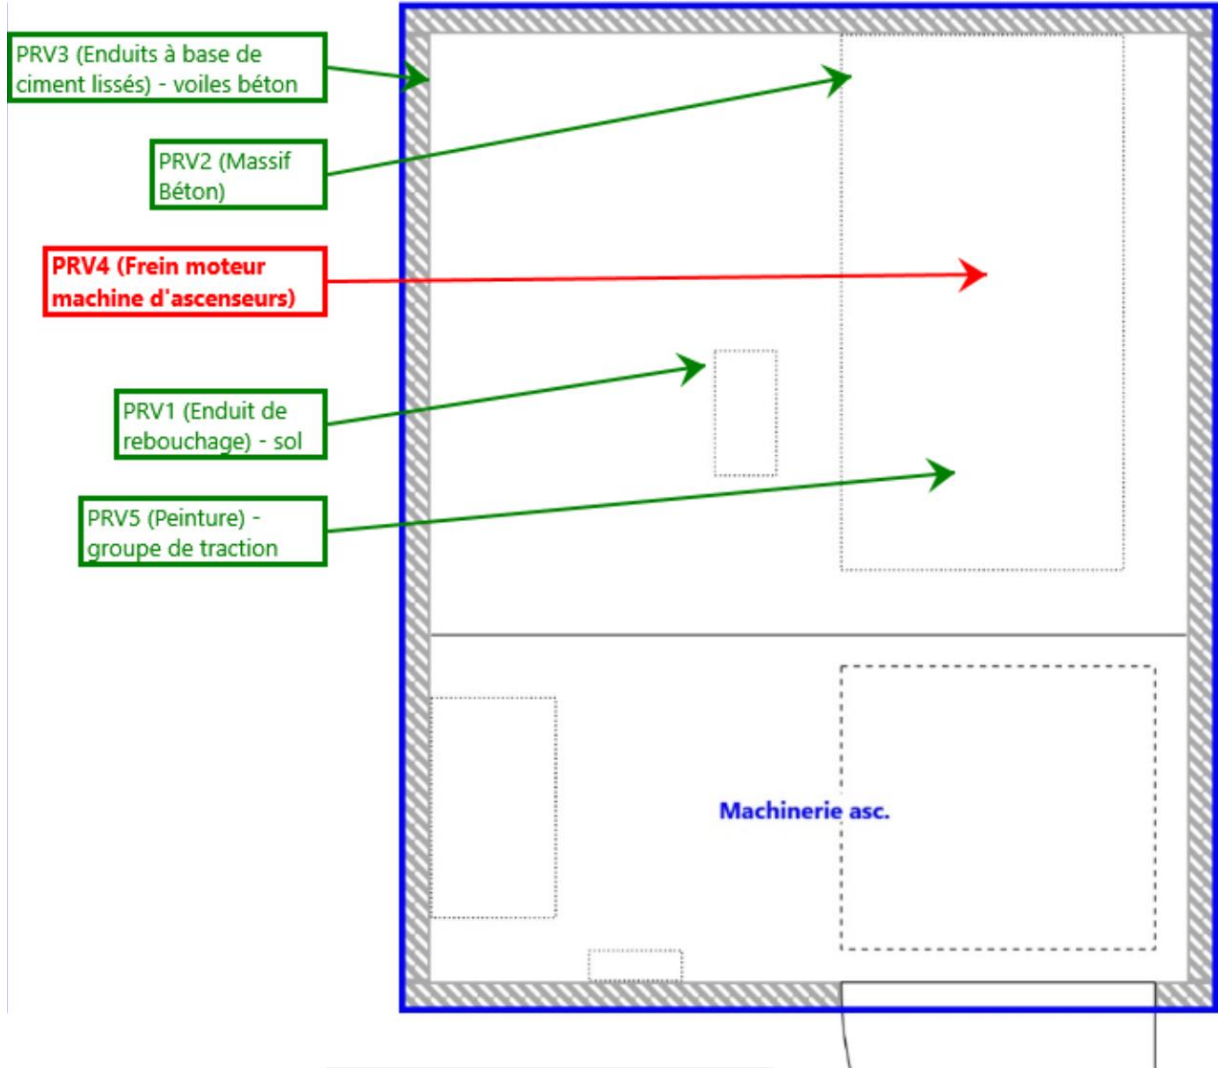 PRV3 (Enduits à base de
ciment lissés) - voiles béton
PRV2 (Massif
Béton)
PRV4 (Frein moteur
machine d'ascenseurs)
PRV1 (Enduit de
rebouchage) - sol
PRV5 (Peinture) -
groupe de traction
Machinerie asc.